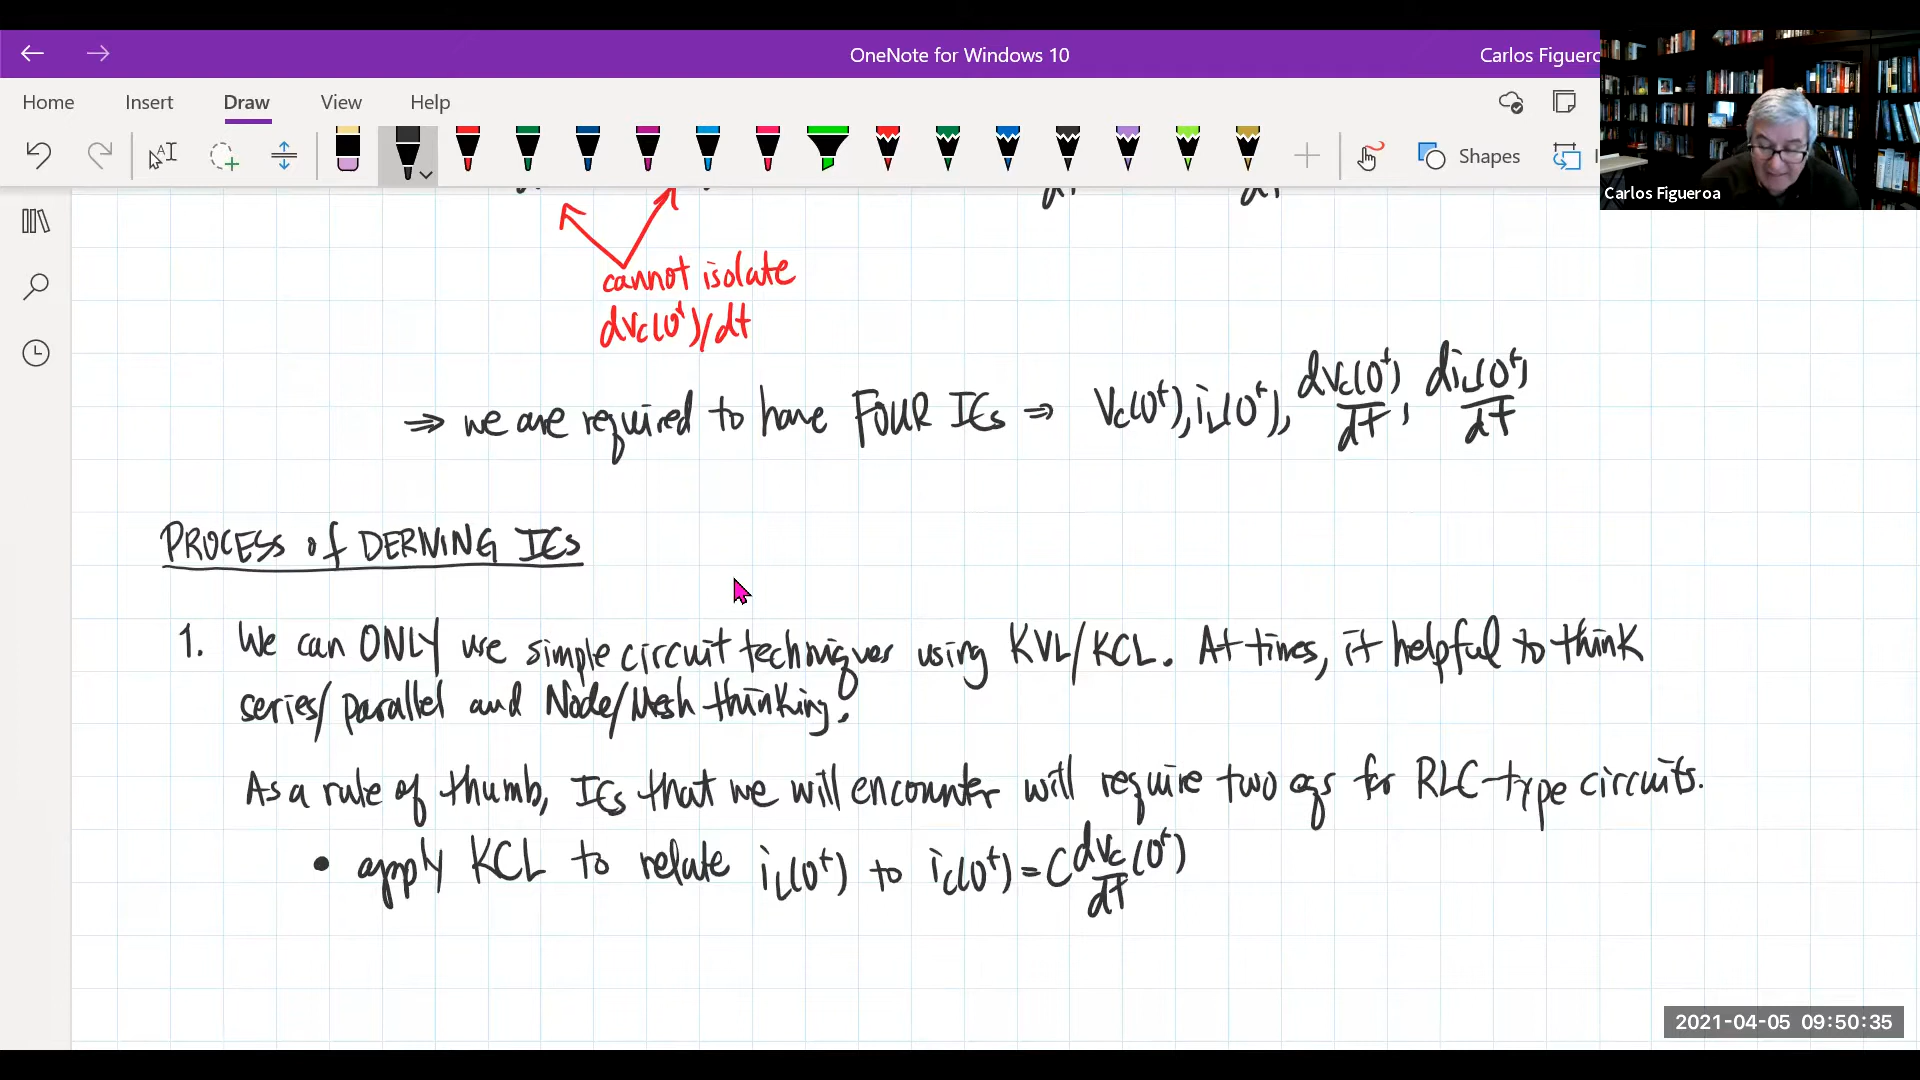 OneNote for Windows 10
Carlos Figuero
Home Insert Draw View Help
Shapes
Carlos Figueroa
cannot isolate
dvc(0⁺)/dt
⇒ we are required to have FOUR ICs ⇒ Vc(0⁺), iL(0⁺), dvc(0⁺)/dt, diL(0⁺)/dt
PROCESS of DERIVING ICs
1. We can ONLY use simple circuit techniques using KVL/KCL. At times, it helpful to think
series/parallel and Node/Mesh thinking.
As a rule of thumb, ICs that we will encounter will require two eqs for RLC-type circuits.
• apply KCL to relate iL(0⁺) to ic(0⁺) = C dvc/dt (0⁺)
2021-04-05 09:50:35